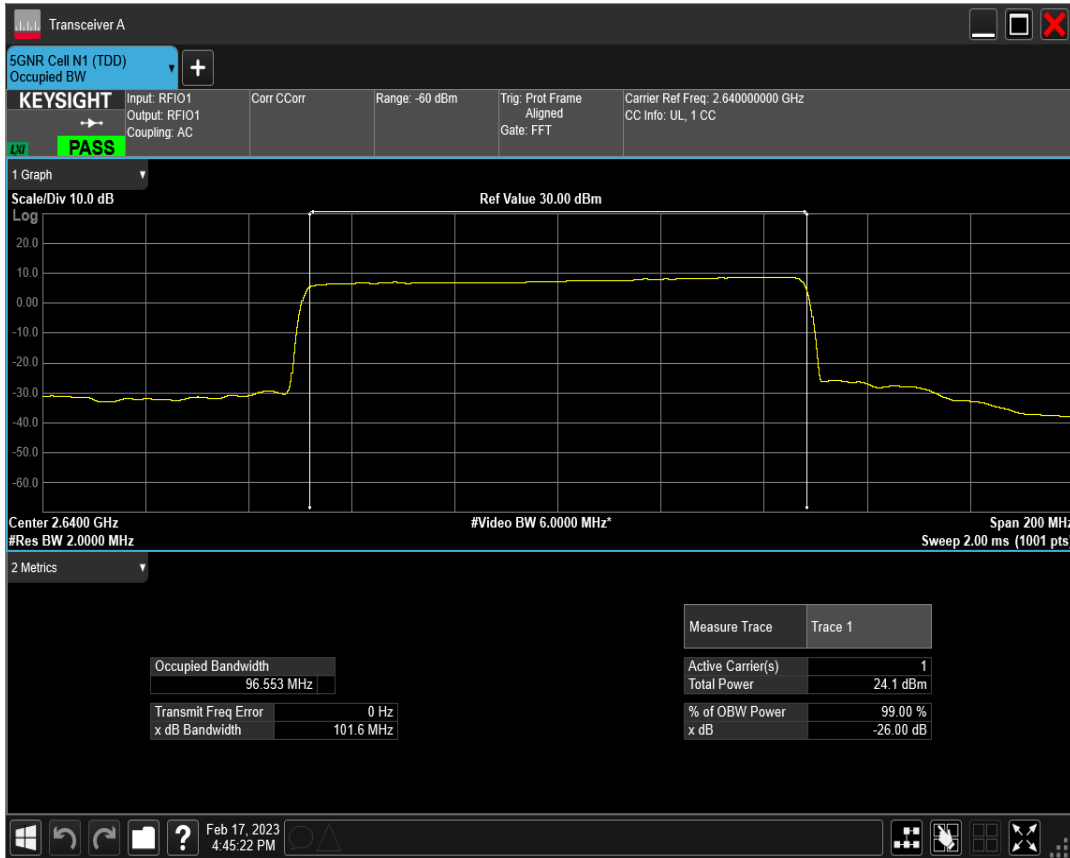 Transceiver A
5GNR Cell N1 (TDD)
Occupied BW
+
KEYSIGHT
LXI
PASS
Input: RFIO1
Output: RFIO1
Coupling: AC
Corr CCorr
Range: -60 dBm
Trig: Prot Frame
Aligned
Gate: FFT
Carrier Ref Freq: 2.640000000 GHz
CC Info: UL, 1 CC
1 Graph
Scale/Div 10.0 dB
Ref Value 30.00 dBm
Log
20.0
10.0
0.00
-10.0
-20.0
-30.0
-40.0
-50.0
-60.0
Center 2.6400 GHz
#Video BW 6.0000 MHz*
Span 200 MHz
#Res BW 2.0000 MHz
Sweep 2.00 ms (1001 pts)
2 Metrics
Measure Trace Trace 1
Occupied Bandwidth
96.553 MHz
Active Carrier(s) 1
Total Power 24.1 dBm
Transmit Freq Error 0 Hz
x dB Bandwidth 101.6 MHz
% of OBW Power 99.00 %
x dB -26.00 dB
?
Feb 17, 2023
4:45:22 PM